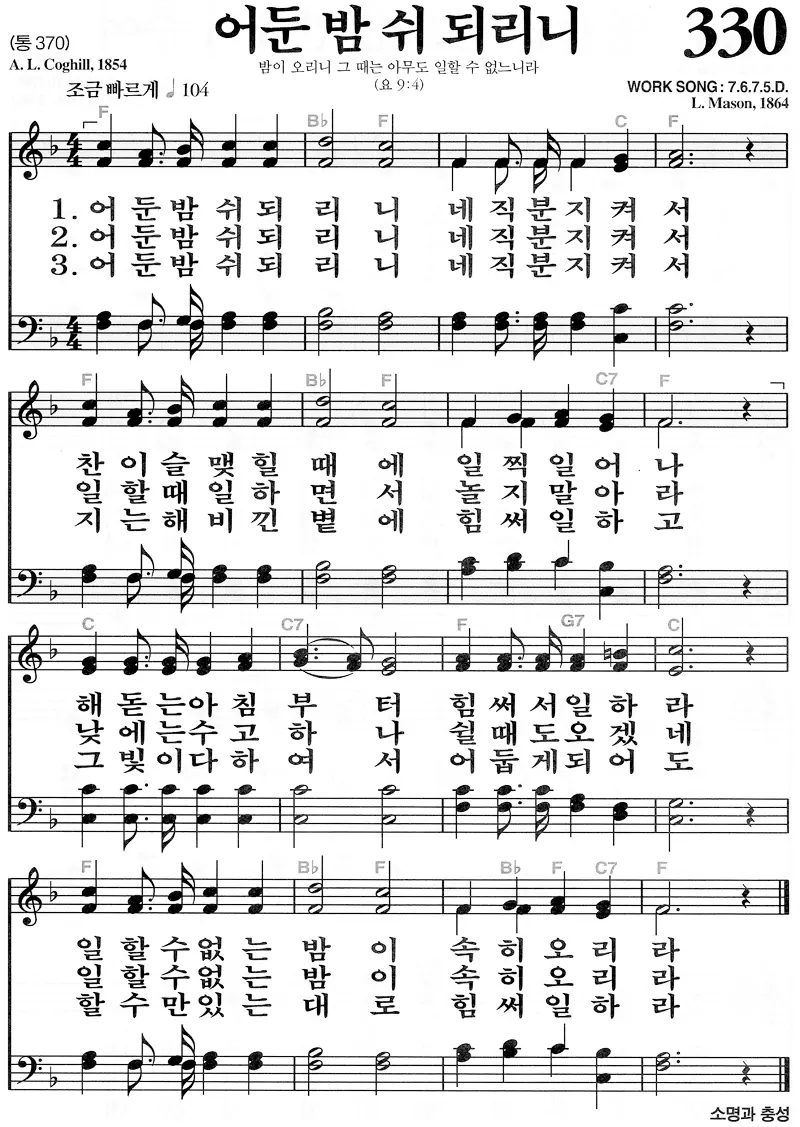 어둔 밤 쉬 되리니
330
(통 370)
A. L. Coghill, 1854
밤이 오리니 그 때는 아무도 일할 수 없느니라
(요 9:4)
조금 빠르게 ♩ 104
WORK SONG : 7.6.7.5.D.
L. Mason, 1864
F B♭ F C F
1. 어 둔 밤 쉬 되 리 니 네 직 분 지 켜 서
2. 어 둔 밤 쉬 되 리 니 네 직 분 지 켜 서
3. 어 둔 밤 쉬 되 리 니 네 직 분 지 켜 서
F B♭ F C7 F
찬 이 슬 맺 힐 때 에 일 찍 일 어 나
일 할 때 일 하 면 서 놀 지 말 아 라
지 는 해 비 낀 볕 에 힘 써 일 하 고
C C7 F G7 C
해 돋 는 아 침 부 터 힘 써 서 일 하 라
낮 에 는 수 고 하 나 쉴 때 도 오 겠 네
그 빛 이 다 하 여 서 어 둡 게 되 어 도
F B♭ F B♭ F C7 F
일 할 수 없 는 밤 이 속 히 오 리 라
일 할 수 없 는 밤 이 속 히 오 리 라
할 수 만 있 는 대 로 힘 써 일 하 라
소명과 충성